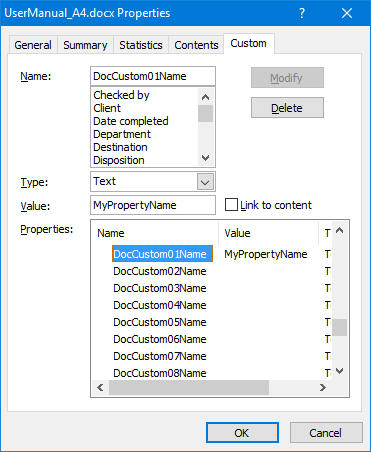 UserManual_A4.docx Properties ? ×
General Summary Statistics Contents Custom
Name: DocCustom01Name Modify
Checked by
Client
Date completed
Department
Destination
Disposition
Delete
Type: Text
Value: MyPropertyName Link to content
Properties:
Name Value T
DocCustom01Name MyPropertyName T
DocCustom02Name T
DocCustom03Name T
DocCustom04Name T
DocCustom05Name T
DocCustom06Name T
DocCustom07Name T
DocCustom08Name T
OK Cancel